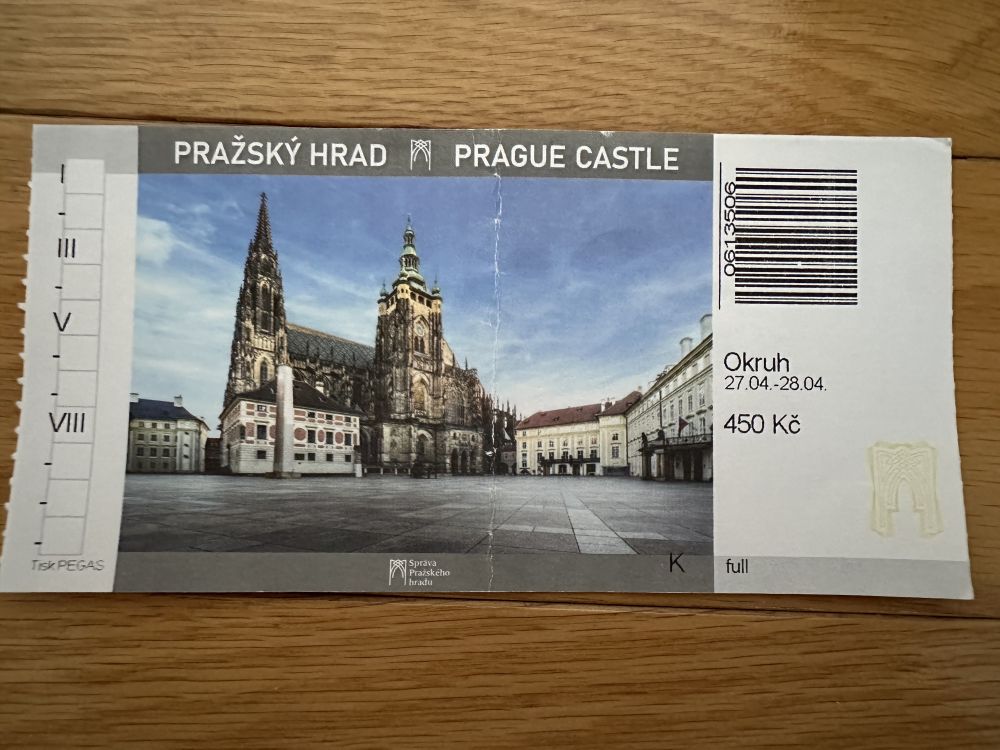 PRAŽSKÝ HRAD PRAGUE CASTLE
I
-
III
-
V
-
VIII
-
-
-
Tisk PEGAS
0613506
Okruh
27.04.-28.04.
450 Kč
Správa
Pražského
hradu
K
full